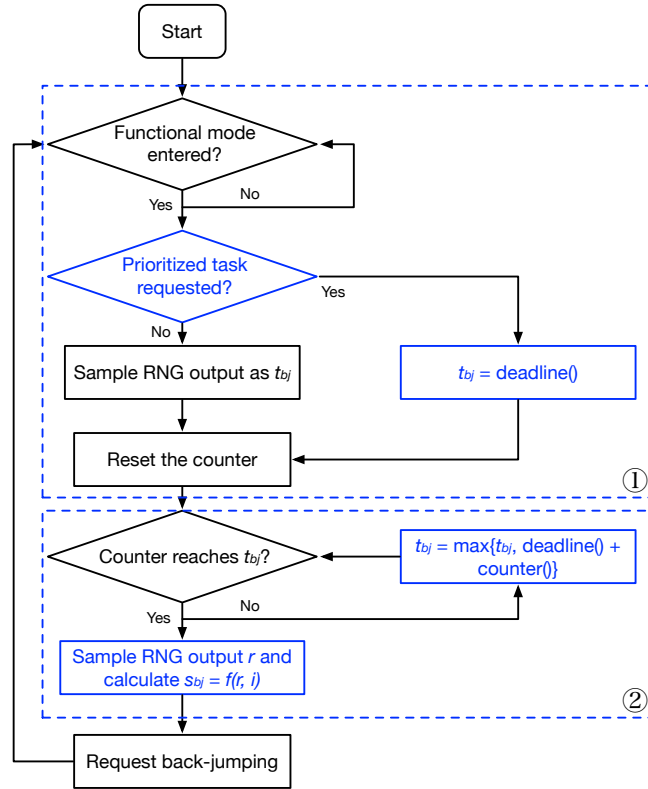 Start
Functional mode
entered?
No
Yes
Prioritized task
requested?
Yes
No
Sample RNG output as tbj
tbj = deadline()
Reset the counter
①
Counter reaches tbj?
tbj = max{tbj, deadline() +
counter()}
No
Yes
Sample RNG output r and
calculate sbj = f(r, i)
②
Request back-jumping